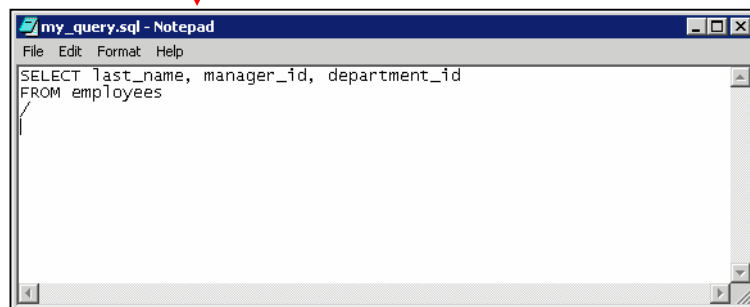 my_query.sql - Notepad
File Edit Format Help
SELECT last_name, manager_id, department_id
FROM employees
/